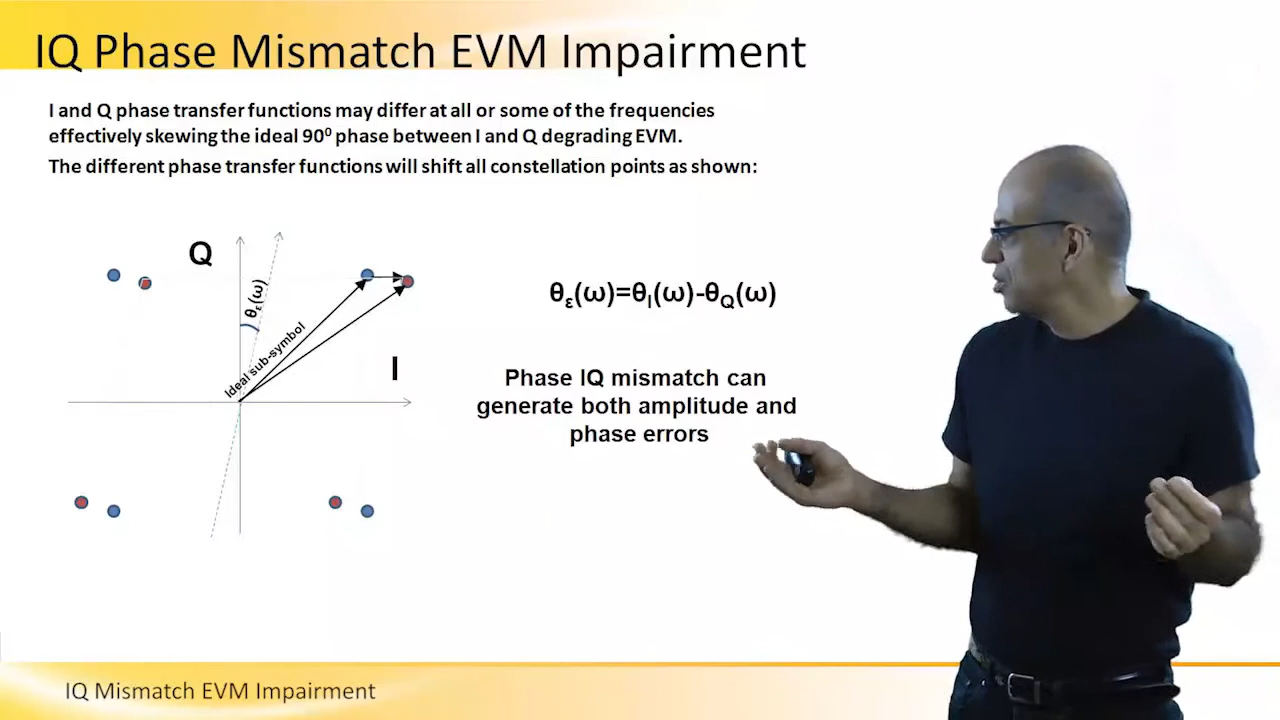 IQ Phase Mismatch EVM Impairment
I and Q phase transfer functions may differ at all or some of the frequencies
effectively skewing the ideal 90⁰ phase between I and Q degrading EVM.
The different phase transfer functions will shift all constellation points as shown:
Q
θε(ω)
Ideal sub-symbol
I
θε(ω)=θI(ω)-θQ(ω)
Phase IQ mismatch can
generate both amplitude and
phase errors
IQ Mismatch EVM Impairment